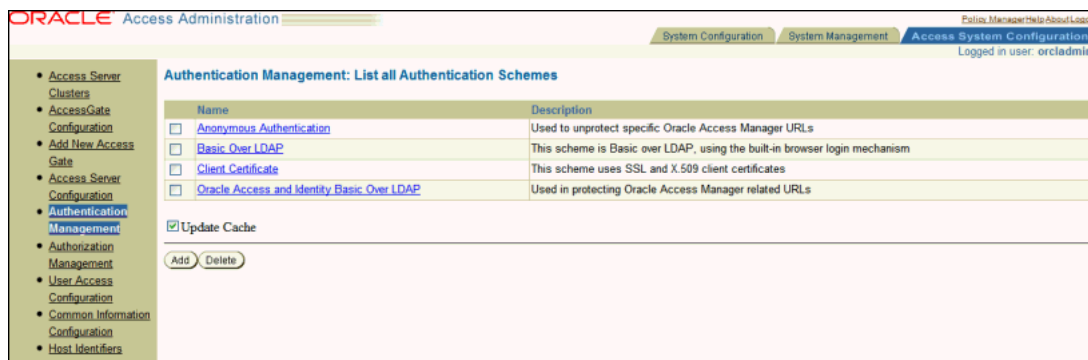 ORACLE Access Administration
Policy Manager Help About Logo
System Configuration System Management Access System Configuration
Logged in user: orcladmin
Access Server
Clusters
AccessGate
Configuration
Add New Access
Gate
Access Server
Configuration
Authentication
Management
Authorization
Management
User Access
Configuration
Common Information
Configuration
Host Identifiers
Authentication Management: List all Authentication Schemes
Name Description
Anonymous Authentication Used to unprotect specific Oracle Access Manager URLs
Basic Over LDAP This scheme is Basic over LDAP, using the built-in browser login mechanism
Client Certificate This scheme uses SSL and X.509 client certificates
Oracle Access and Identity Basic Over LDAP Used in protecting Oracle Access Manager related URLs
Update Cache
Add Delete